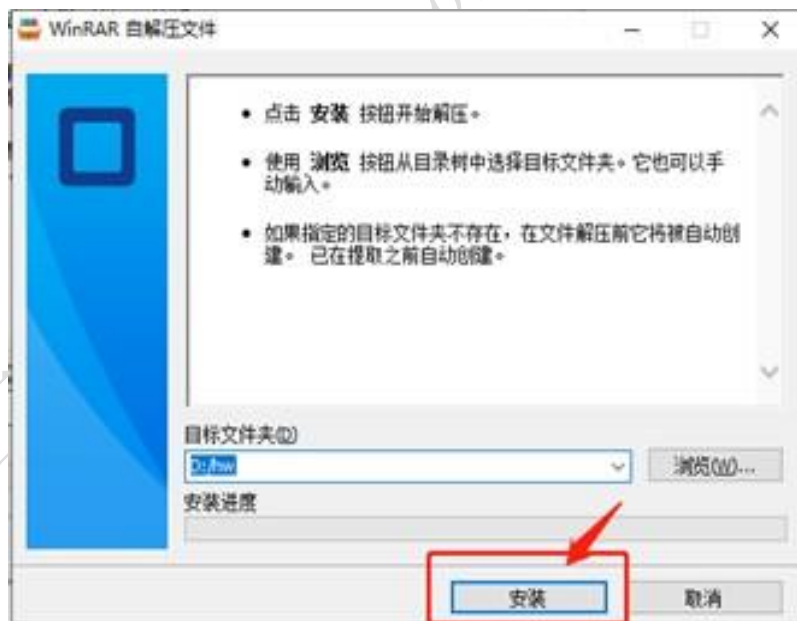 WinRAR 自解压文件
• 点击 安装 按钮开始解压。
• 使用 浏览 按钮从目录树中选择目标文件夹。它也可以手
动输入。
• 如果指定的目标文件夹不存在，在文件解压前它将被自动创
建。 已在提取之前自动创建。
目标文件夹(D)
D:/hw
浏览(W)...
安装进度
安装
取消